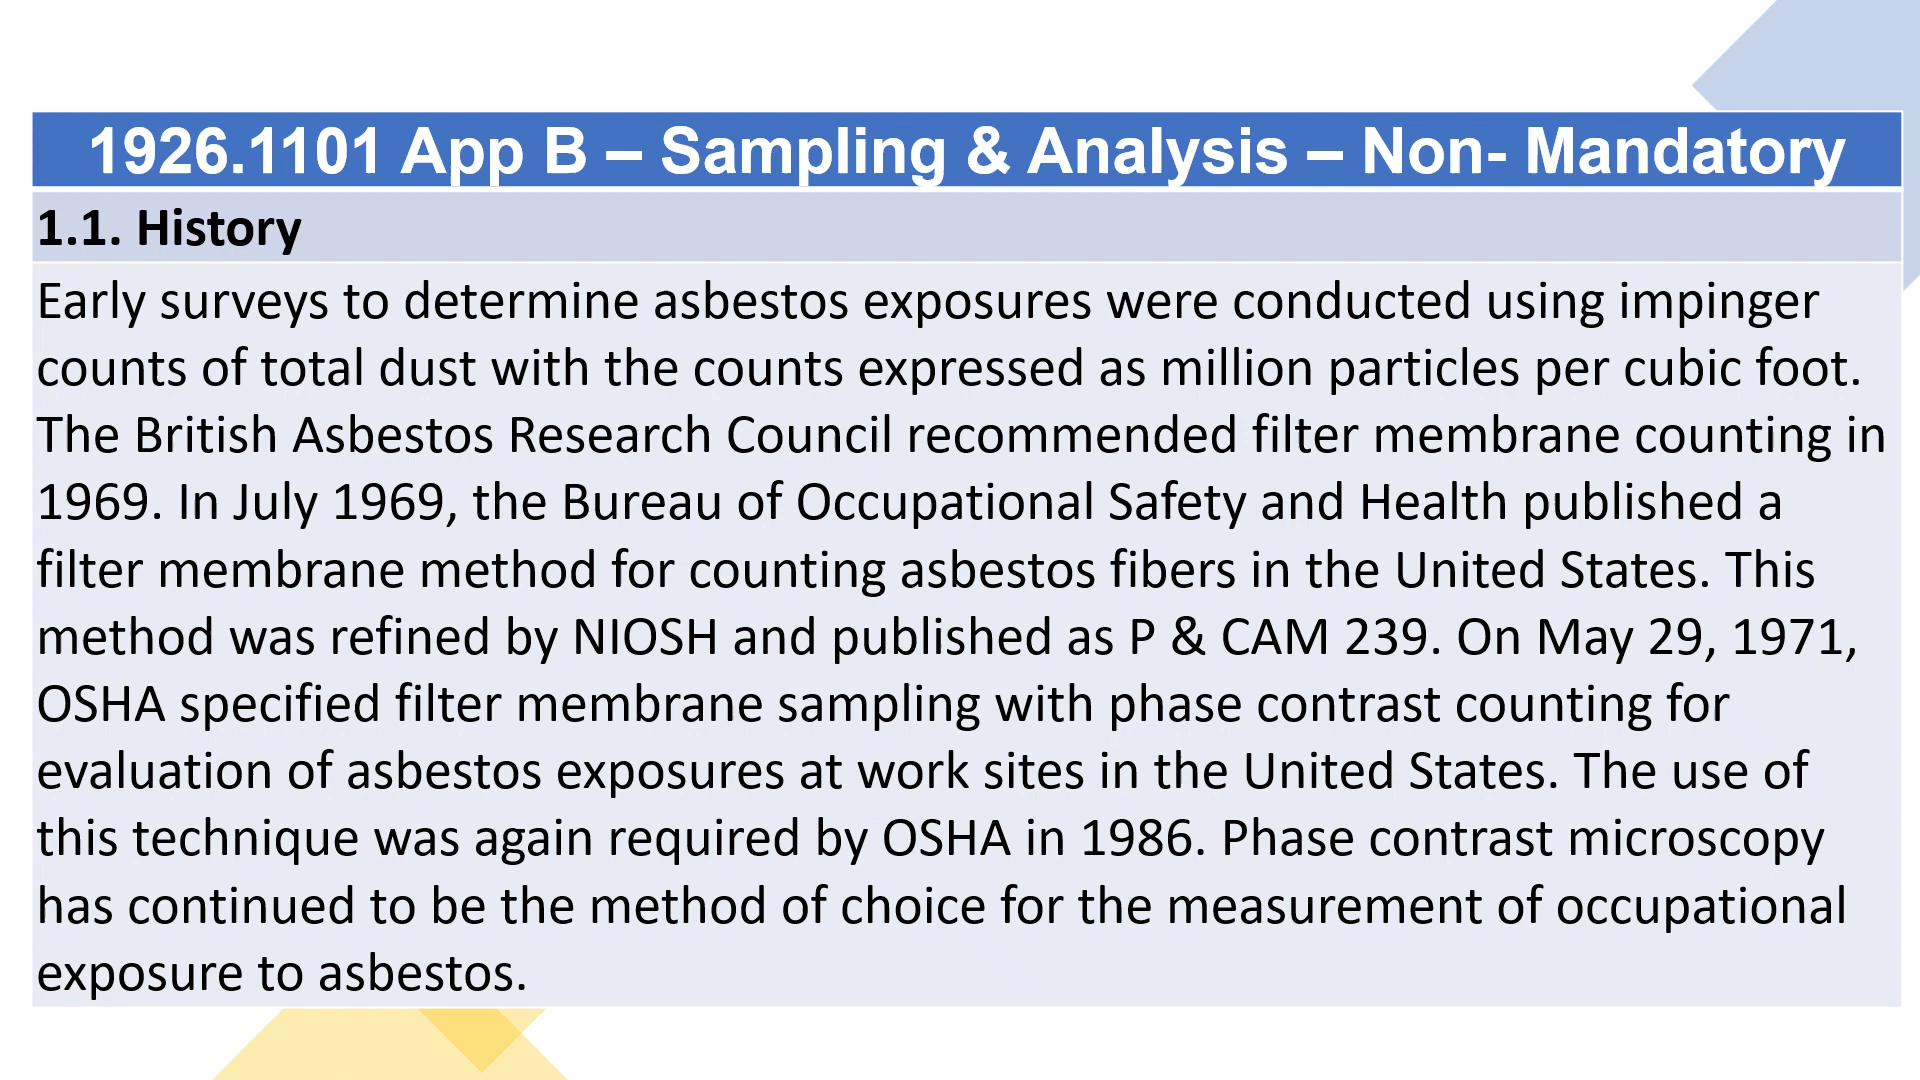 1926.1101 App B – Sampling & Analysis – Non- Mandatory
1.1. History
Early surveys to determine asbestos exposures were conducted using impinger
counts of total dust with the counts expressed as million particles per cubic foot.
The British Asbestos Research Council recommended filter membrane counting in
1969. In July 1969, the Bureau of Occupational Safety and Health published a
filter membrane method for counting asbestos fibers in the United States. This
method was refined by NIOSH and published as P & CAM 239. On May 29, 1971,
OSHA specified filter membrane sampling with phase contrast counting for
evaluation of asbestos exposures at work sites in the United States. The use of
this technique was again required by OSHA in 1986. Phase contrast microscopy
has continued to be the method of choice for the measurement of occupational
exposure to asbestos.